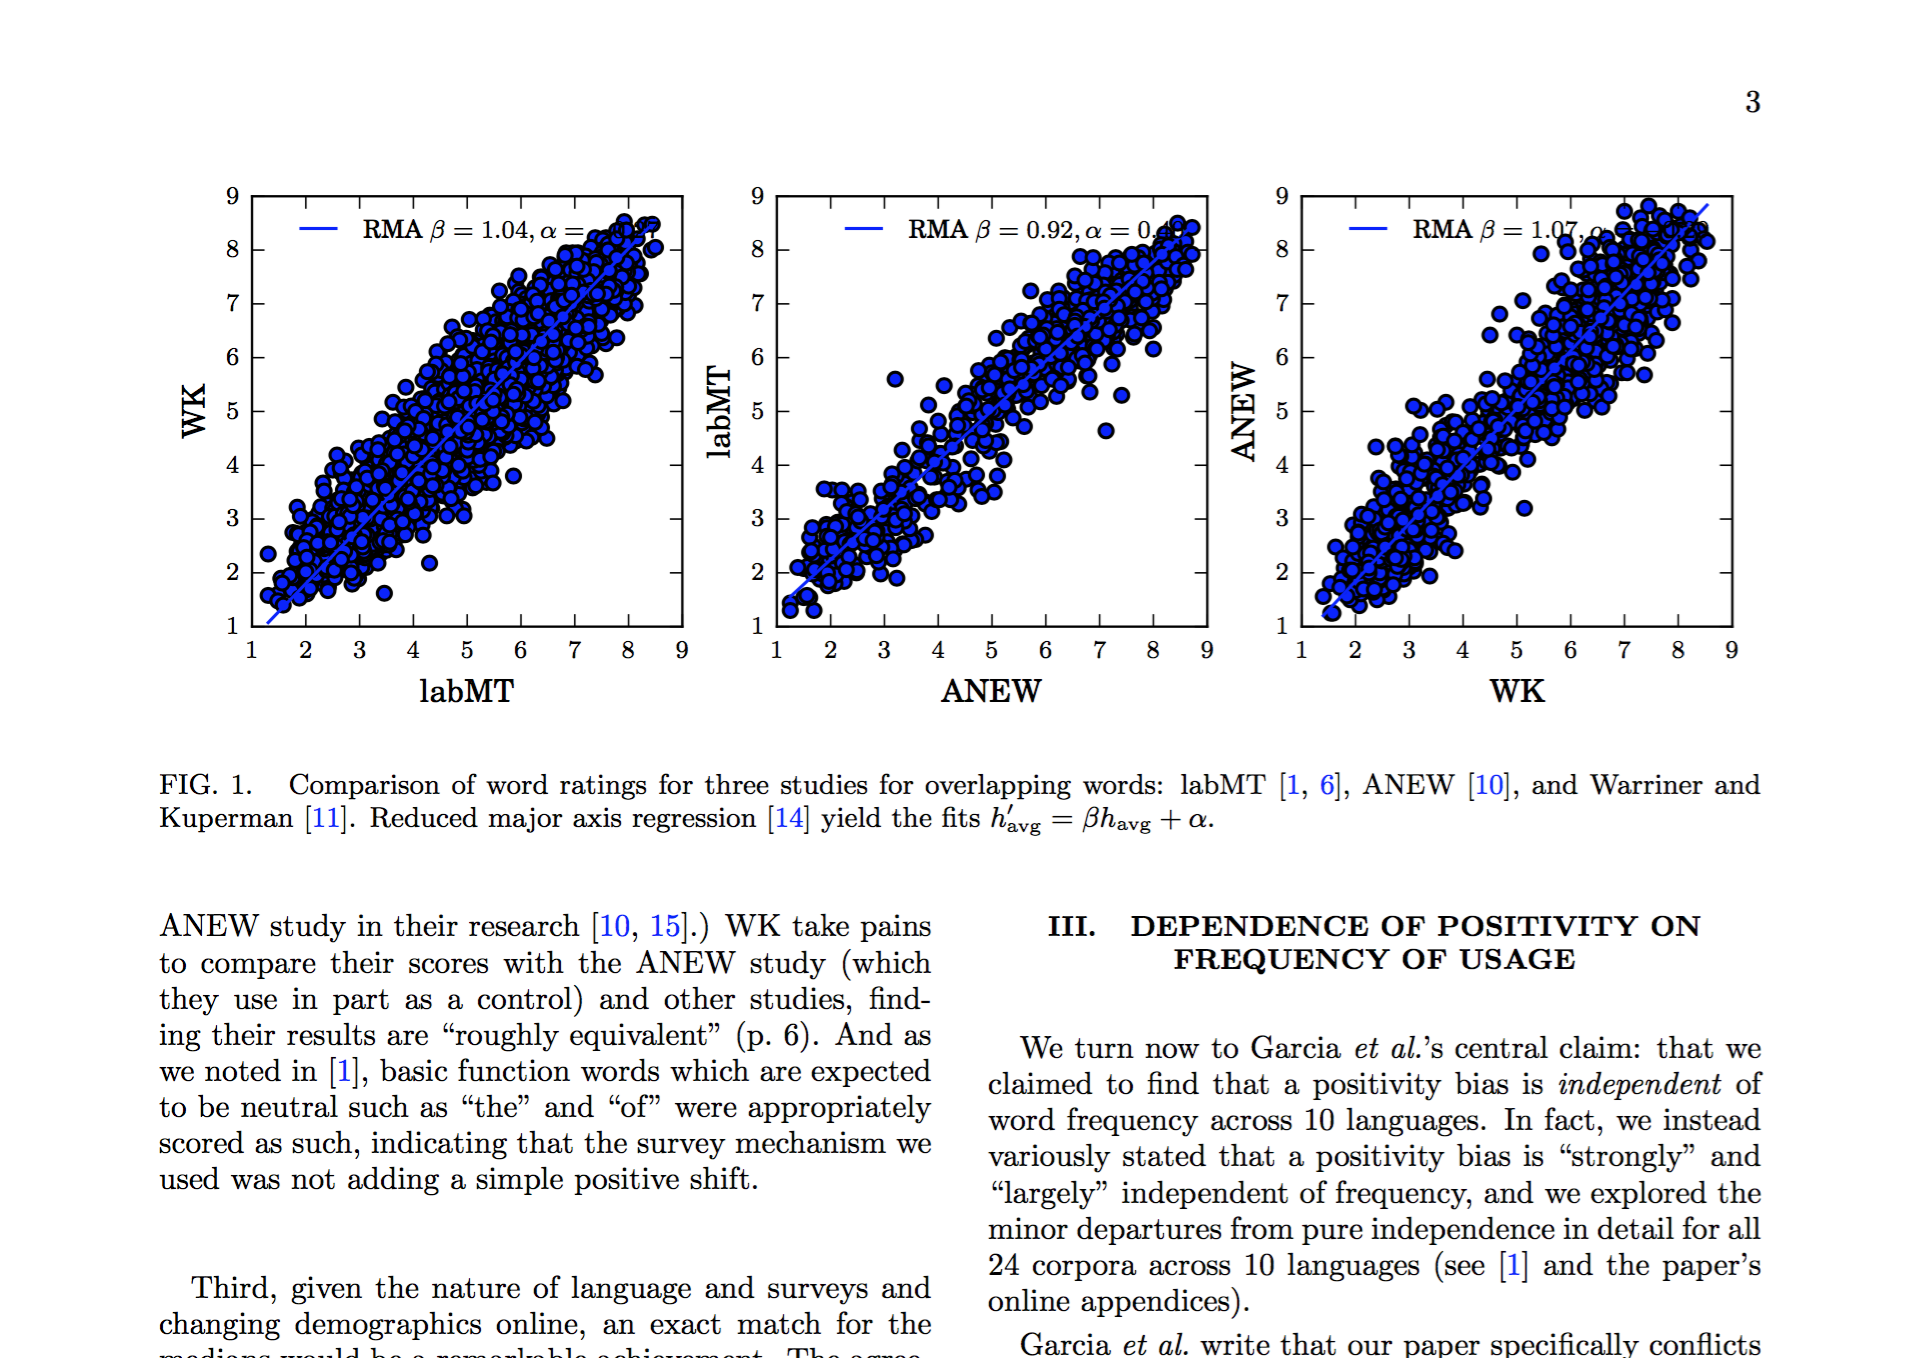 3
9
8
7
6
5
4
3
2
1
WK
RMA β = 1.04, α =
1 2 3 4 5 6 7 8 9
labMT
9
8
7
6
5
4
3
2
1
labMT
RMA β = 0.92, α = 0.
1 2 3 4 5 6 7 8 9
ANEW
9
8
7
6
5
4
3
2
1
ANEW
RMA β = 1.07, α
1 2 3 4 5 6 7 8 9
WK
FIG. 1. Comparison of word ratings for three studies for overlapping words: labMT [1, 6], ANEW [10], and Warriner and
Kuperman [11]. Reduced major axis regression [14] yield the fits h′avg = βhavg + α.
ANEW study in their research [10, 15].) WK take pains
to compare their scores with the ANEW study (which
they use in part as a control) and other studies, find-
ing their results are “roughly equivalent” (p. 6). And as
we noted in [1], basic function words which are expected
to be neutral such as “the” and “of” were appropriately
scored as such, indicating that the survey mechanism we
used was not adding a simple positive shift.
Third, given the nature of language and surveys and
changing demographics online, an exact match for the
medians would be a remarkable achievement. The agree-
III. DEPENDENCE OF POSITIVITY ON
FREQUENCY OF USAGE
We turn now to Garcia et al.’s central claim: that we
claimed to find that a positivity bias is independent of
word frequency across 10 languages. In fact, we instead
variously stated that a positivity bias is “strongly” and
“largely” independent of frequency, and we explored the
minor departures from pure independence in detail for all
24 corpora across 10 languages (see [1] and the paper’s
online appendices).
Garcia et al. write that our paper specifically conflicts